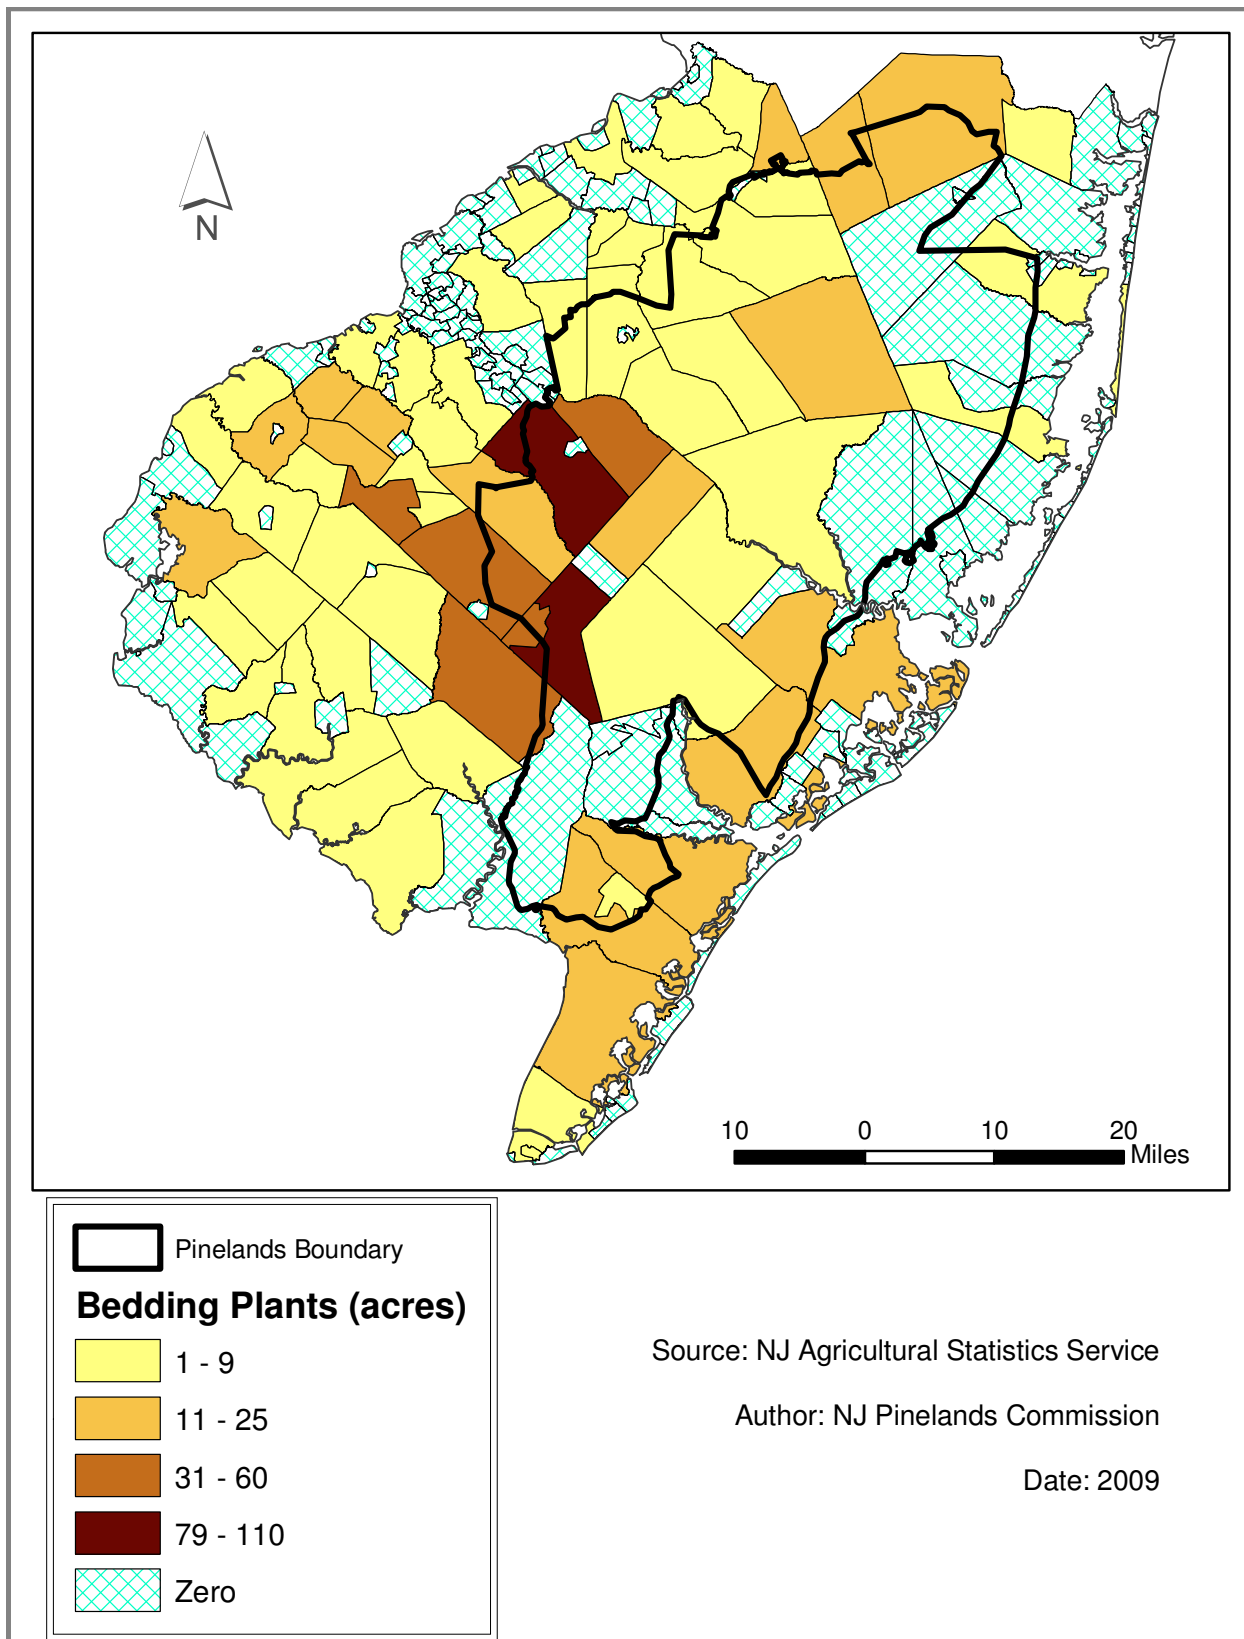 N
10 0 10 20
Miles
Pinelands Boundary
Bedding Plants (acres)
1 - 9
11 - 25
31 - 60
79 - 110
Zero
Source: NJ Agricultural Statistics Service
Author: NJ Pinelands Commission
Date: 2009